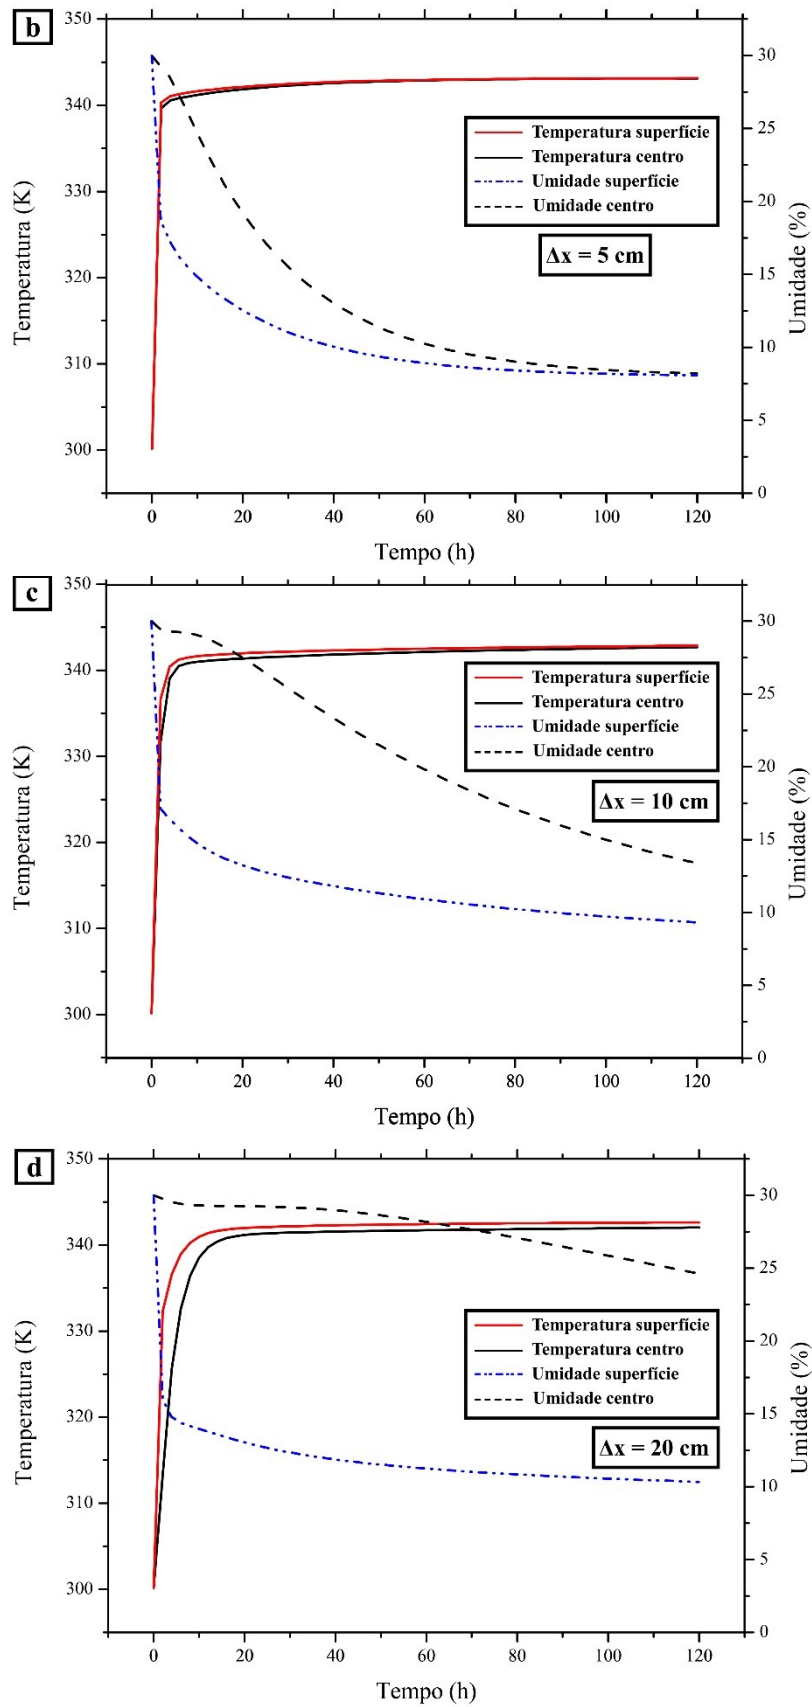 b
350
340
330
320
310
300
Temperatura (K)
30
25
20
15
10
5
0
Umidade (%)
Temperatura superfície
Temperatura centro
Umidade superfície
Umidade centro
Δx = 5 cm
0 20 40 60 80 100 120
Tempo (h)
c
350
340
330
320
310
300
Temperatura (K)
30
25
20
15
10
5
0
Umidade (%)
Temperatura superfície
Temperatura centro
Umidade superfície
Umidade centro
Δx = 10 cm
0 20 40 60 80 100 120
Tempo (h)
d
350
340
330
320
310
300
Temperatura (K)
30
25
20
15
10
5
0
Umidade (%)
Temperatura superfície
Temperatura centro
Umidade superfície
Umidade centro
Δx = 20 cm
0 20 40 60 80 100 120
Tempo (h)